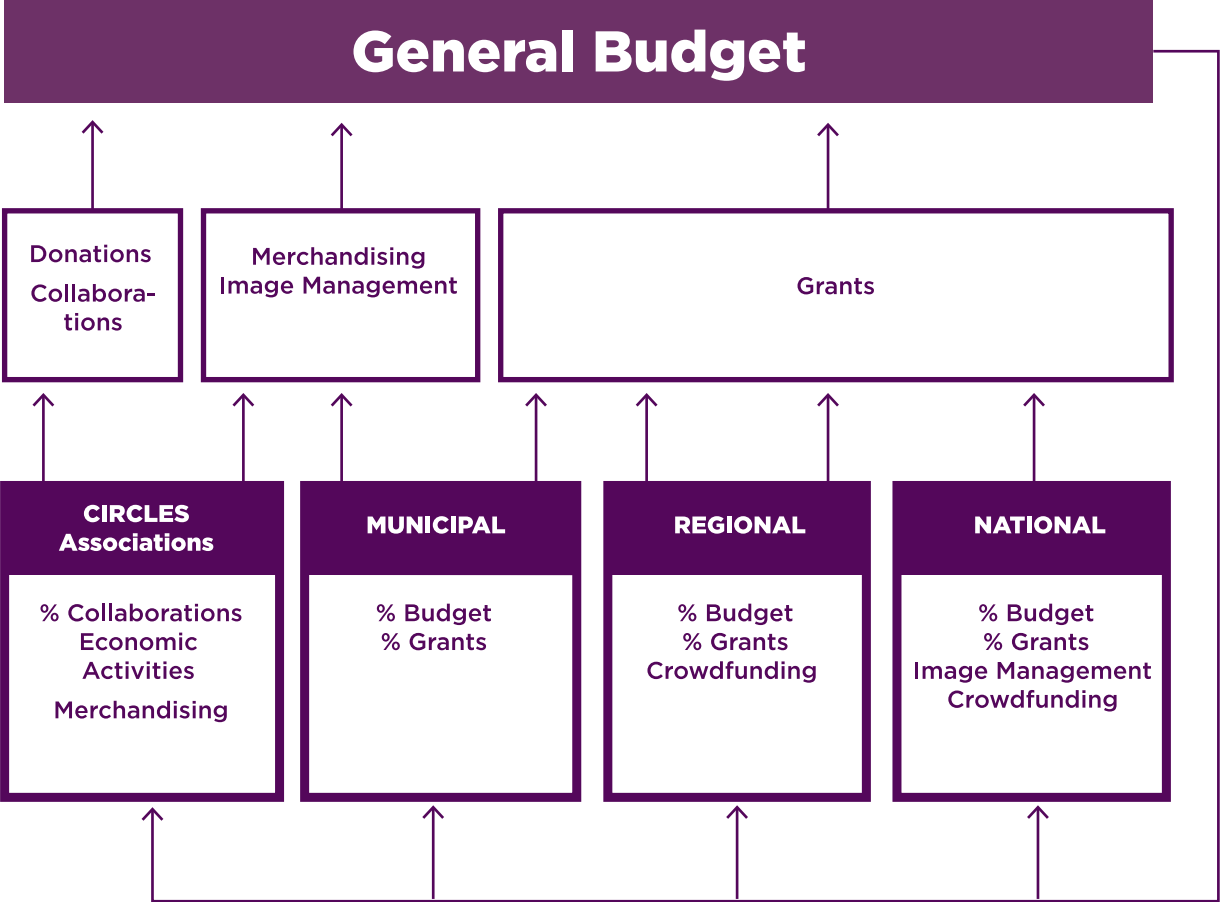 General Budget
Donations
Collabora-
tions
Merchandising
Image Management
Grants
CIRCLES
Associations
% Collaborations
Economic
Activities
Merchandising
MUNICIPAL
% Budget
% Grants
REGIONAL
% Budget
% Grants
Crowdfunding
NATIONAL
% Budget
% Grants
Image Management
Crowdfunding